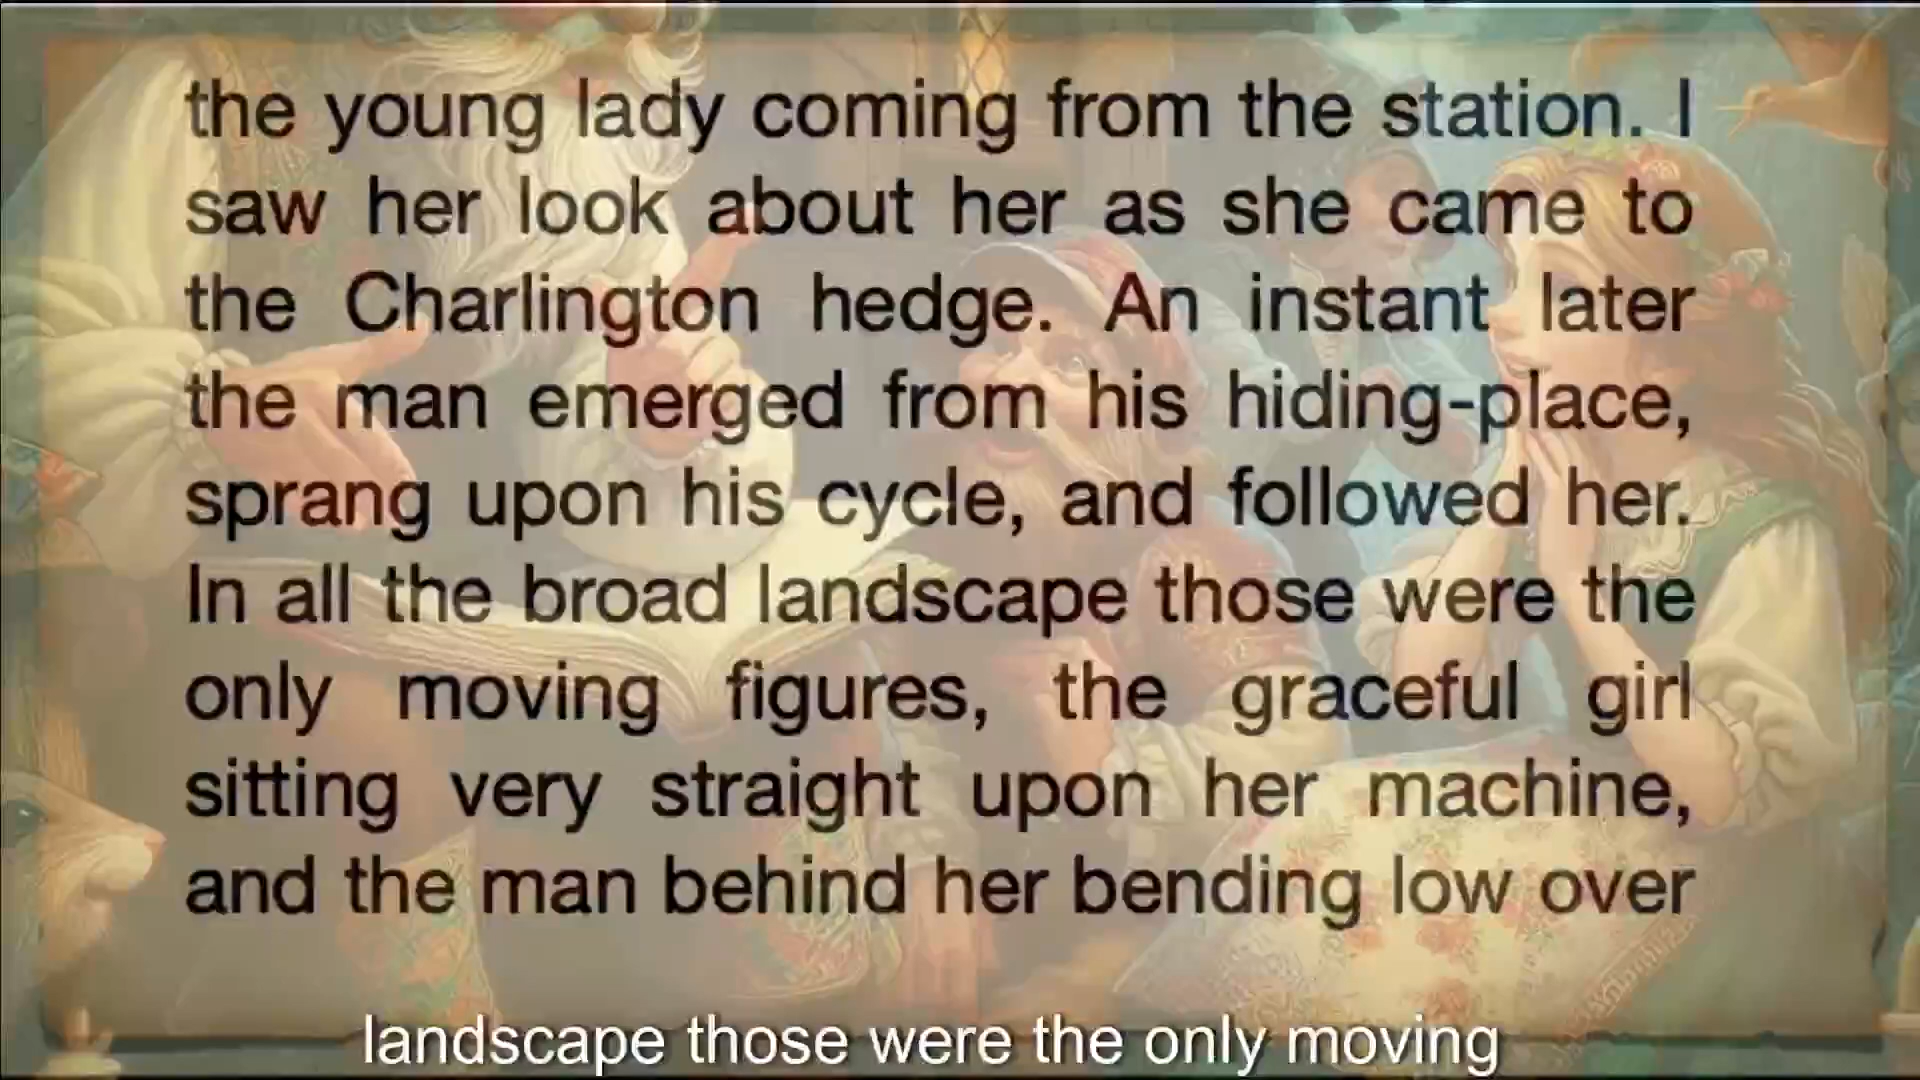 the young lady coming from the station. I
saw her look about her as she came to
the Charlington hedge. An instant later
the man emerged from his hiding-place,
sprang upon his cycle, and followed her.
In all the broad landscape those were the
only moving figures, the graceful girl
sitting very straight upon her machine,
and the man behind her bending low over
landscape those were the only moving